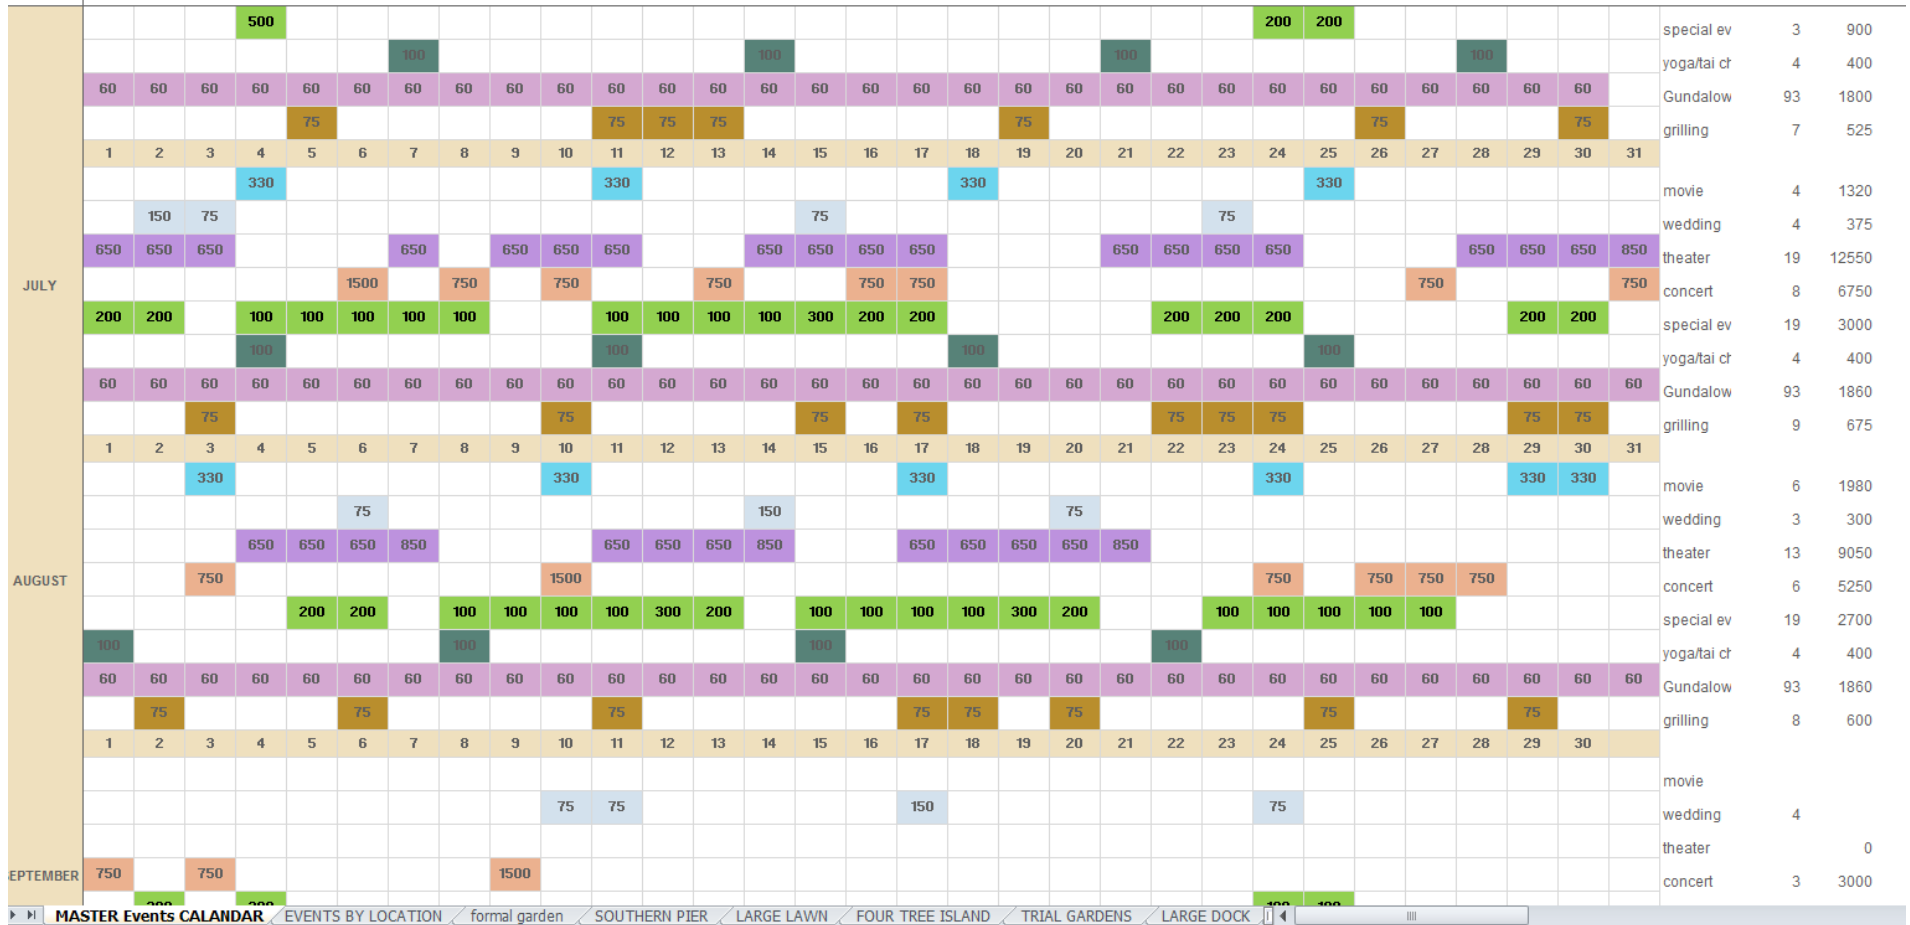 500 200 200 special ev 3 900
100 100 100 100 yoga/tai ch 4 400
60 60 60 60 60 60 60 60 60 60 60 60 60 60 60 60 60 60 60 60 60 60 60 60 60 60 60 60 60 60 Gundalow 93 1800
75 75 75 75 75 75 75 grilling 7 525
1 2 3 4 5 6 7 8 9 10 11 12 13 14 15 16 17 18 19 20 21 22 23 24 25 26 27 28 29 30 31
330 330 330 330 movie 4 1320
150 75 75 75 wedding 4 375
650 650 650 650 650 650 650 650 650 650 650 650 650 650 650 650 650 650 850 theater 19 12550
JULY 1500 750 750 750 750 750 750 750 concert 8 6750
200 200 100 100 100 100 100 100 100 100 100 300 200 200 200 200 200 200 200 special ev 19 3000
100 100 100 100 yoga/tai ch 4 400
60 60 60 60 60 60 60 60 60 60 60 60 60 60 60 60 60 60 60 60 60 60 60 60 60 60 60 60 60 60 60 Gundalow 93 1860
75 75 75 75 75 75 75 75 75 grilling 9 675
1 2 3 4 5 6 7 8 9 10 11 12 13 14 15 16 17 18 19 20 21 22 23 24 25 26 27 28 29 30 31
330 330 330 330 330 330 movie 6 1980
75 150 75 wedding 3 300
650 650 650 850 650 650 650 850 650 650 650 650 850 theater 13 9050
AUGUST 750 1500 750 750 750 750 concert 6 5250
200 200 100 100 100 100 300 200 100 100 100 100 300 200 100 100 100 100 100 special ev 19 2700
100 100 100 100 yoga/tai ch 4 400
60 60 60 60 60 60 60 60 60 60 60 60 60 60 60 60 60 60 60 60 60 60 60 60 60 60 60 60 60 60 60 Gundalow 93 1860
75 75 75 75 75 75 75 75 grilling 8 600
1 2 3 4 5 6 7 8 9 10 11 12 13 14 15 16 17 18 19 20 21 22 23 24 25 26 27 28 29 30
movie
75 75 150 75 wedding 4
theater 0
EPTEMBER 750 750 1500 concert 3 3000
MASTER Events CALANDAR EVENTS BY LOCATION formal garden SOUTHERN PIER LARGE LAWN FOUR TREE ISLAND TRIAL GARDENS LARGE DOCK